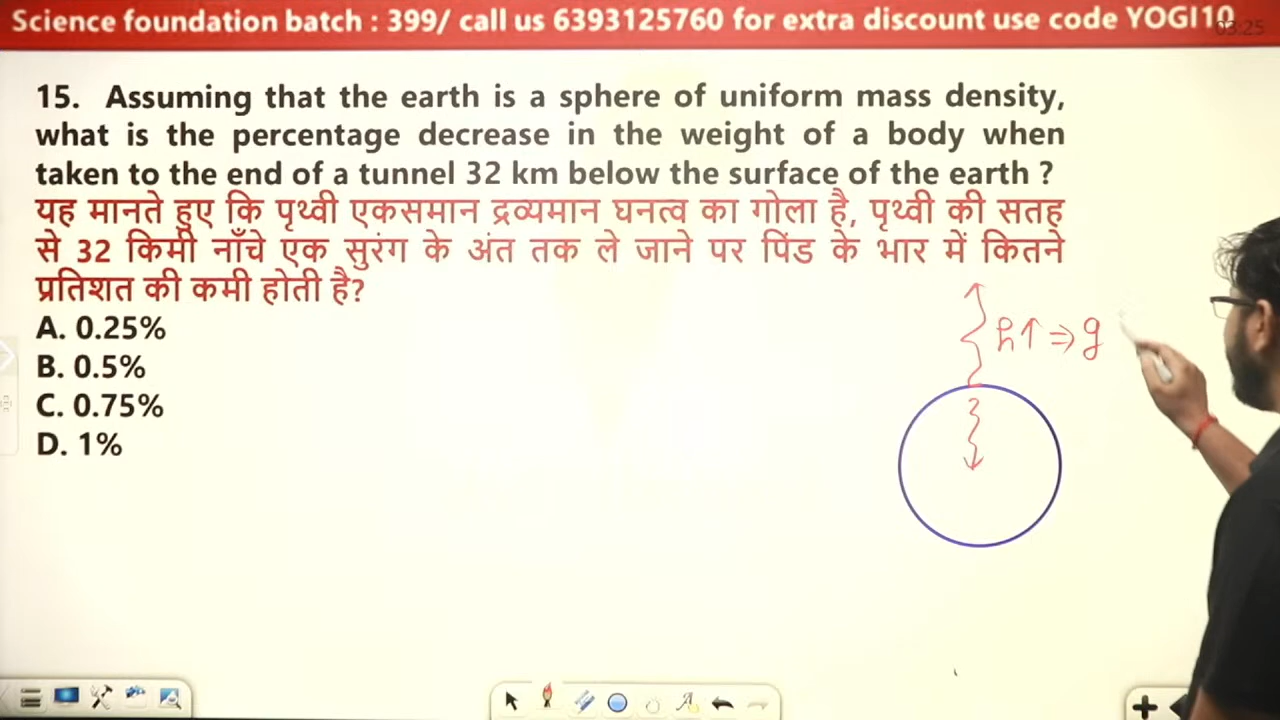 Science foundation batch : 399/ call us 6393125760 for extra discount use code YOGI10
03:25
15. Assuming that the earth is a sphere of uniform mass density,
what is the percentage decrease in the weight of a body when
taken to the end of a tunnel 32 km below the surface of the earth ?
यह मानते हुए कि पृथ्वी एकसमान द्रव्यमान घनत्व का गोला है, पृथ्वी की सतह
से 32 किमी नाँचे एक सुरंग के अंत तक ले जाने पर पिंड के भार में कितने
प्रतिशत की कमी होती है?
h↑ ⇒ g
A. 0.25%
B. 0.5%
C. 0.75%
D. 1%